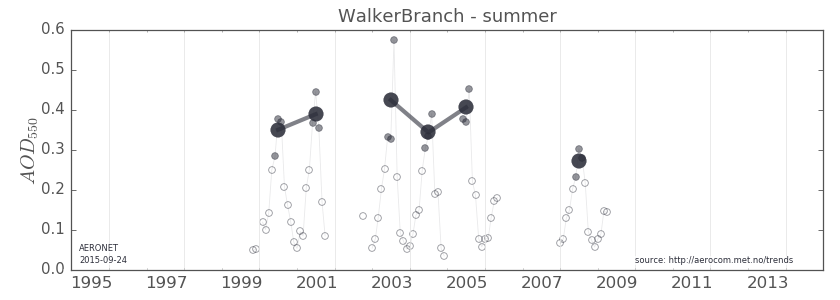 WalkerBranch - summer
0.6
0.5
0.4
0.3
0.2
0.1
0.0
AOD550
AERONET
2015-09-24
source: http://aerocom.met.no/trends
1995 1997 1999 2001 2003 2005 2007 2009 2011 2013